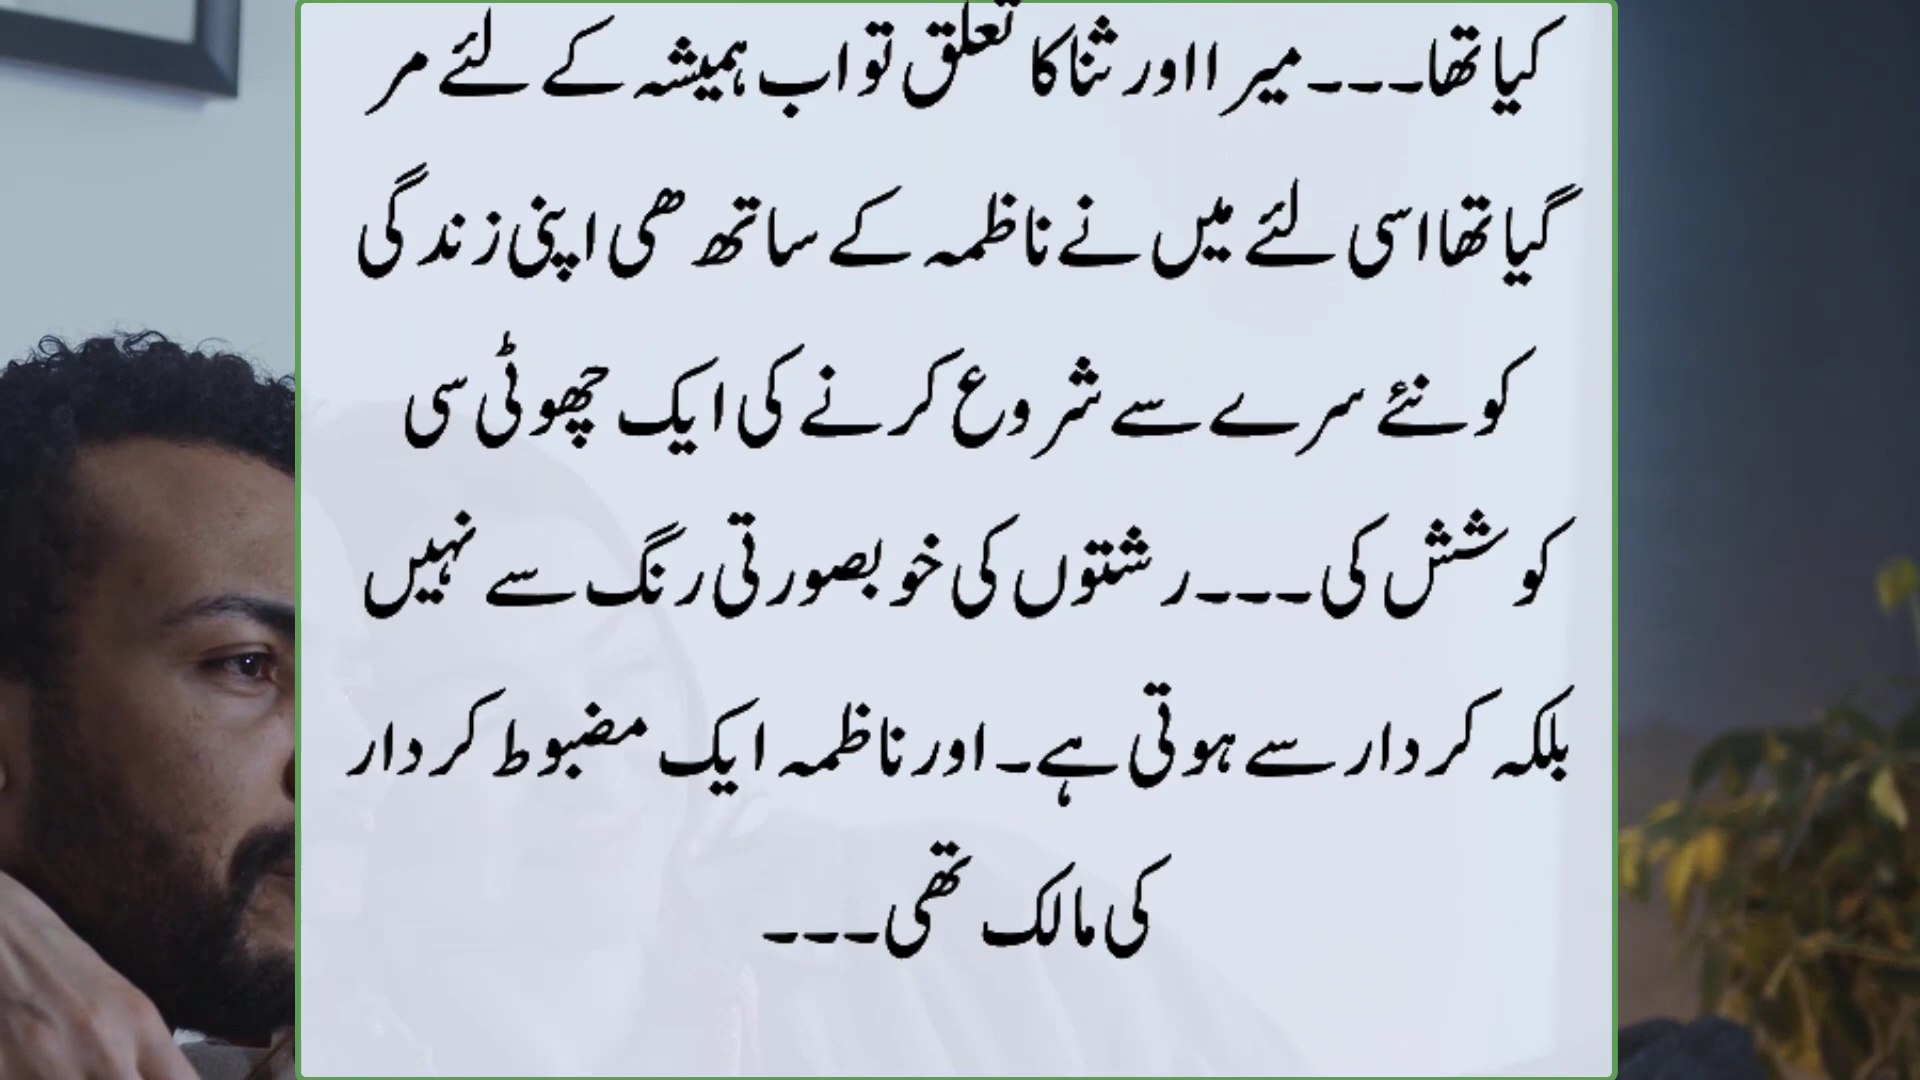 کیا تھا۔۔۔ میرا اور ثنا کا تعلق تو اب ہمیشہ کے لئے مر
گیا تھا اسی لئے میں نے ناظمہ کے ساتھ ھی اپنی زندگی
کو نئے سرے سے شروع کرنے کی ایک چھوٹی سی
کوشش کی۔۔۔ رشتوں کی خوبصورتی رنگ سے نہیں
بلکہ کردار سے ہوتی ہے۔ اور ناظمہ ایک مضبوط کردار
کی مالک تھی۔۔۔